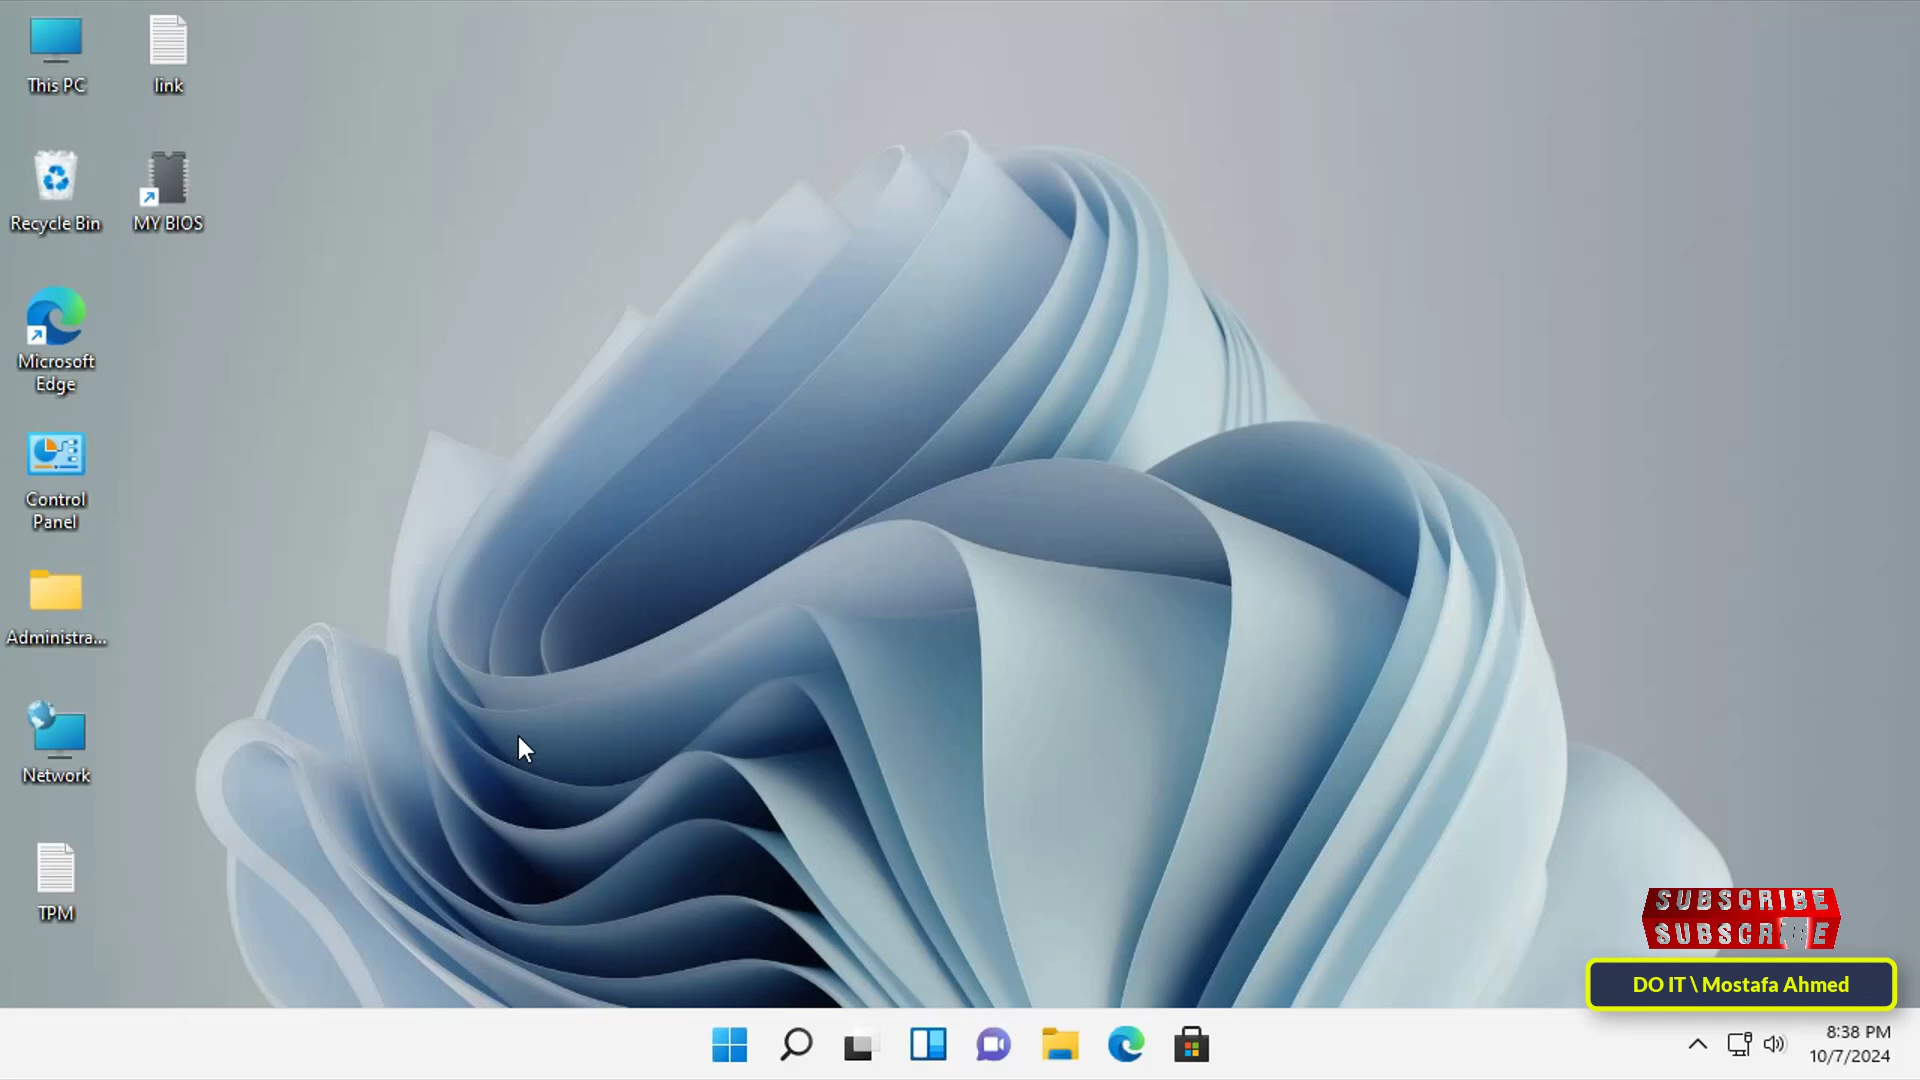 This PC
link
Recycle Bin
MY BIOS
Microsoft
Edge
Control
Panel
Administra...
Network
TPM
SUBSCRIBE
SUBSCRIBE
DO IT \ Mostafa Ahmed
8:38 PM
10/7/2024